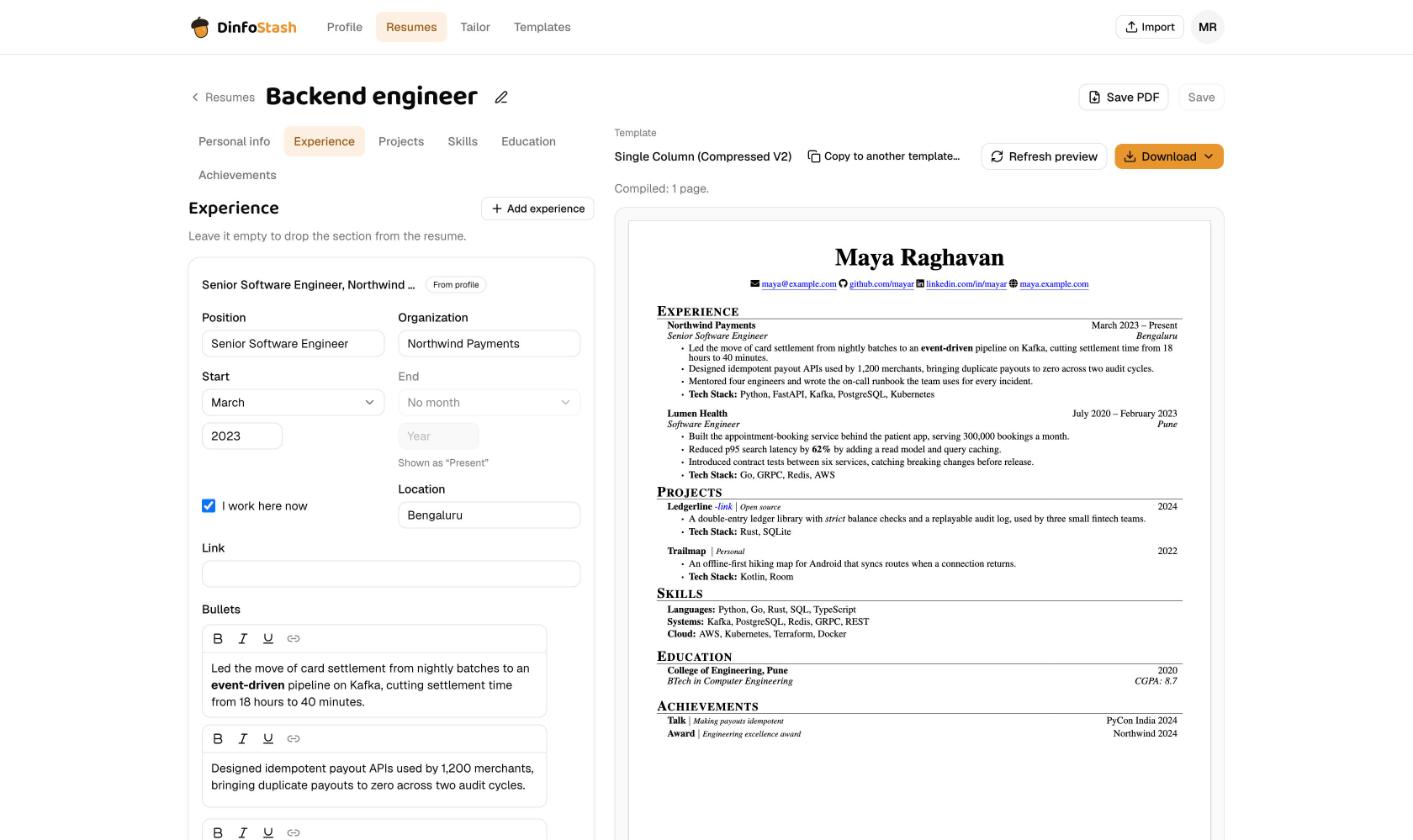 DinfoStash Profile Resumes Tailor Templates Import MR
Resumes Backend engineer Save PDF Save
Personal info Experience Projects Skills Education
Achievements
Experience + Add experience
Leave it empty to drop the section from the resume.
Senior Software Engineer, Northwind ... From profile
Position Organization
Senior Software Engineer Northwind Payments
Start End
March No month
2023 Year
Shown as “Present”
Location
I work here now Bengaluru
Link
Bullets
B I U
Led the move of card settlement from nightly batches to an
event-driven pipeline on Kafka, cutting settlement time
from 18 hours to 40 minutes.
B I U
Designed idempotent payout APIs used by 1,200 merchants,
bringing duplicate payouts to zero across two audit cycles.
B I U
Template
Single Column (Compressed V2) Copy to another template... Refresh preview Download
Compiled: 1 page.
Maya Raghavan
maya@example.com github.com/mayar linkedin.com/in/mayar maya.example.com
EXPERIENCE
Northwind Payments March 2023 – Present
Senior Software Engineer Bengaluru
• Led the move of card settlement from nightly batches to an event-driven pipeline on Kafka, cutting settlement time from 18
hours to 40 minutes.
• Designed idempotent payout APIs used by 1,200 merchants, bringing duplicate payouts to zero across two audit cycles.
• Mentored four engineers and wrote the on-call runbook the team uses for every incident.
• Tech Stack: Python, FastAPI, Kafka, PostgreSQL, Kubernetes
Lumen Health July 2020 – February 2023
Software Engineer Pune
• Built the appointment-booking service behind the patient app, serving 300,000 bookings a month.
• Reduced p95 search latency by 62% by adding a read model and query caching.
• Introduced contract tests between six services, catching breaking changes before release.
• Tech Stack: Go, GRPC, Redis, AWS
PROJECTS
Ledgerline -link | Open source 2024
• A double-entry ledger library with strict balance checks and a replayable audit log, used by three small fintech teams.
• Tech Stack: Rust, SQLite
Trailmap | Personal 2022
• An offline-first hiking map for Android that syncs routes when a connection returns.
• Tech Stack: Kotlin, Room
SKILLS
Languages: Python, Go, Rust, SQL, TypeScript
Systems: Kafka, PostgreSQL, Redis, GRPC, REST
Cloud: AWS, Kubernetes, Terraform, Docker
EDUCATION
College of Engineering, Pune 2020
BTech in Computer Engineering CGPA: 8.7
ACHIEVEMENTS
Talk | Making payouts idempotent PyCon India 2024
Award | Engineering excellence award Northwind 2024